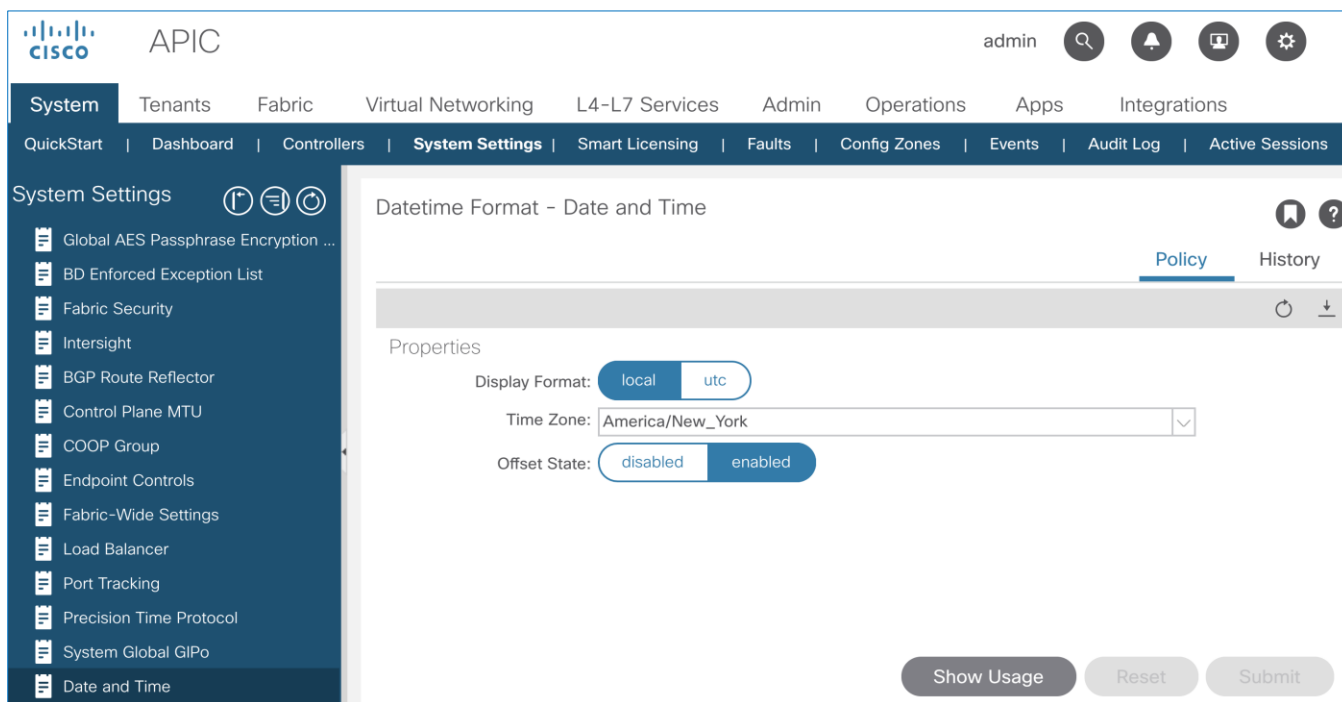 CISCO APIC admin
System Tenants Fabric Virtual Networking L4-L7 Services Admin Operations Apps Integrations
QuickStart | Dashboard | Controllers | System Settings | Smart Licensing | Faults | Config Zones | Events | Audit Log | Active Sessions
System Settings
Global AES Passphrase Encryption ...
BD Enforced Exception List
Fabric Security
Intersight
BGP Route Reflector
Control Plane MTU
COOP Group
Endpoint Controls
Fabric-Wide Settings
Load Balancer
Port Tracking
Precision Time Protocol
System Global GIPo
Date and Time
Datetime Format - Date and Time
?
Policy History
Properties
Display Format: local utc
Time Zone: America/New_York
Offset State: disabled enabled
Show Usage Reset Submit